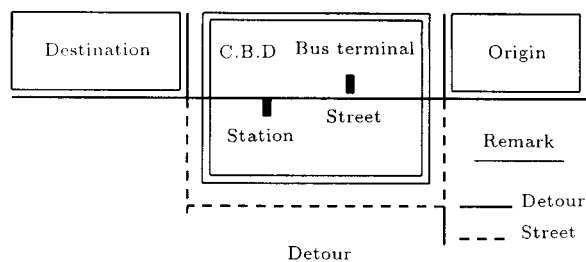 Destination
C.B.D
Bus terminal
Origin
Station
Street
Remark
Detour
Street
Detour